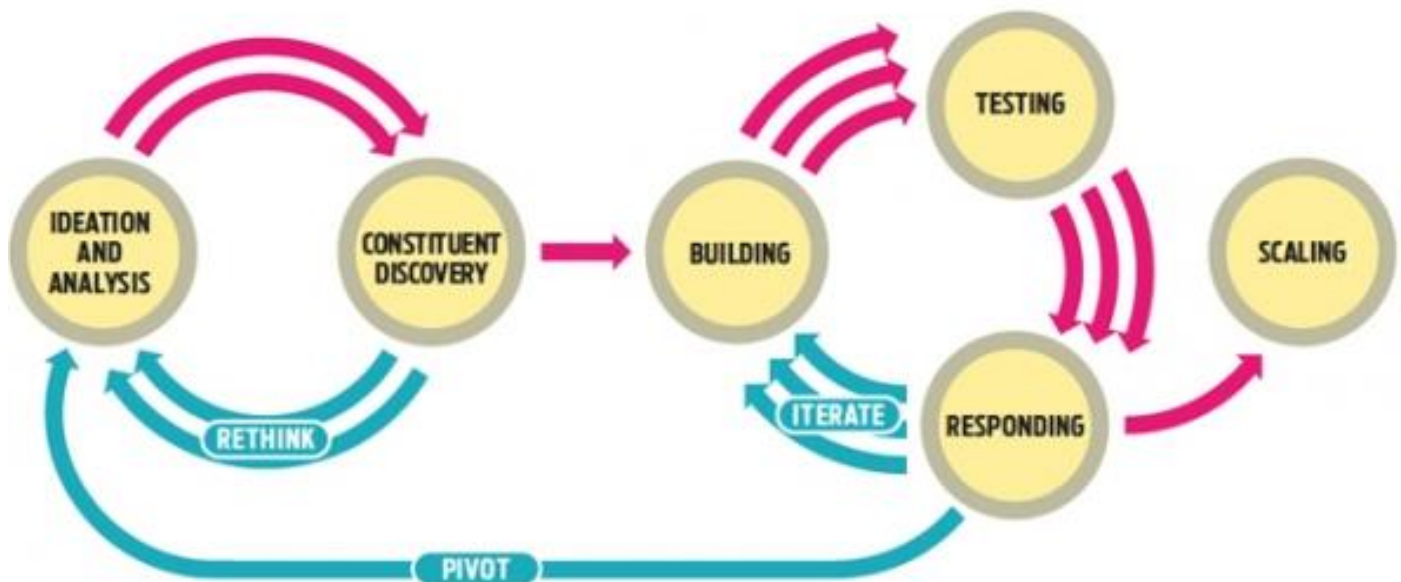 IDEATION
AND
ANALYSIS
CONSTITUENT
DISCOVERY
RETHINK
BUILDING
TESTING
ITERATE
RESPONDING
SCALING
PIVOT